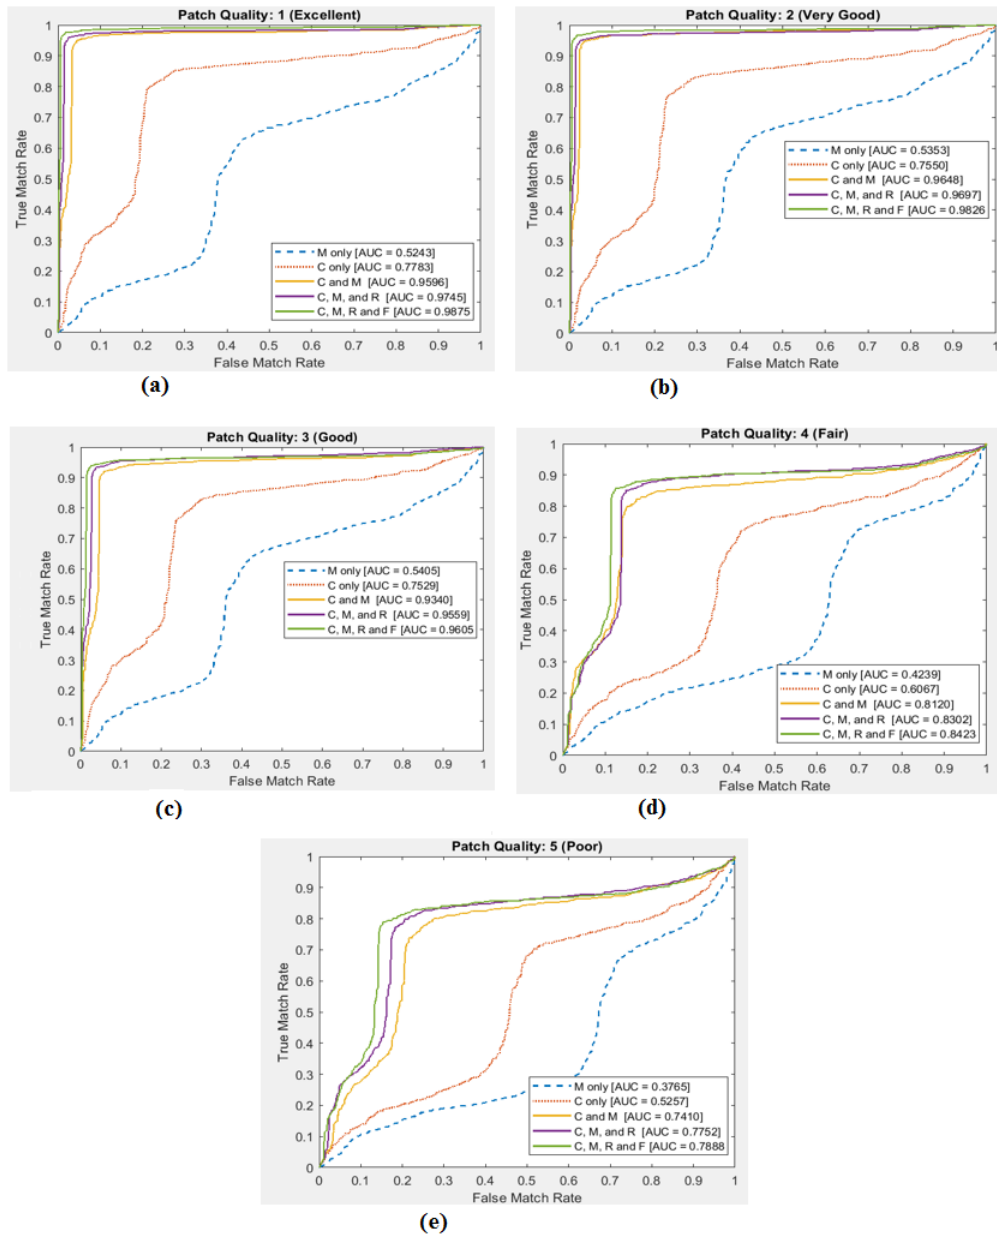 Patch Quality: 1 (Excellent)
True Match Rate
1
0.9
0.8
0.7
0.6
0.5
0.4
0.3
0.2
0.1
0
M only [AUC = 0.5243]
C only [AUC = 0.7783]
C and M [AUC = 0.9596]
C, M, and R [AUC = 0.9745]
C, M, R and F [AUC = 0.9875
0 0.1 0.2 0.3 0.4 0.5 0.6 0.7 0.8 0.9 1
False Match Rate
(a)
Patch Quality: 2 (Very Good)
True Match Rate
1
0.9
0.8
0.7
0.6
0.5
0.4
0.3
0.2
0.1
0
M only [AUC = 0.5353]
C only [AUC = 0.7550]
C and M [AUC = 0.9648]
C, M, and R [AUC = 0.9697]
C, M, R and F [AUC = 0.9826
0 0.1 0.2 0.3 0.4 0.5 0.6 0.7 0.8 0.9 1
False Match Rate
(b)
Patch Quality: 3 (Good)
True Match Rate
1
0.9
0.8
0.7
0.6
0.5
0.4
0.3
0.2
0.1
0
M only [AUC = 0.5405]
C only [AUC = 0.7529]
C and M [AUC = 0.9340]
C, M, and R [AUC = 0.9559]
C, M, R and F [AUC = 0.9605
0 0.1 0.2 0.3 0.4 0.5 0.6 0.7 0.8 0.9 1
False Match Rate
(c)
Patch Quality: 4 (Fair)
True Match Rate
1
0.9
0.8
0.7
0.6
0.5
0.4
0.3
0.2
0.1
0
M only [AUC = 0.4239]
C only [AUC = 0.6067]
C and M [AUC = 0.8120]
C, M, and R [AUC = 0.8302]
C, M, R and F [AUC = 0.8423
0 0.1 0.2 0.3 0.4 0.5 0.6 0.7 0.8 0.9 1
False Match Rate
(d)
Patch Quality: 5 (Poor)
True Match Rate
1
0.9
0.8
0.7
0.6
0.5
0.4
0.3
0.2
0.1
0
M only [AUC = 0.3765]
C only [AUC = 0.5257]
C and M [AUC = 0.7410]
C, M, and R [AUC = 0.7752]
C, M, R and F [AUC = 0.7888
0 0.1 0.2 0.3 0.4 0.5 0.6 0.7 0.8 0.9 1
False Match Rate
(e)